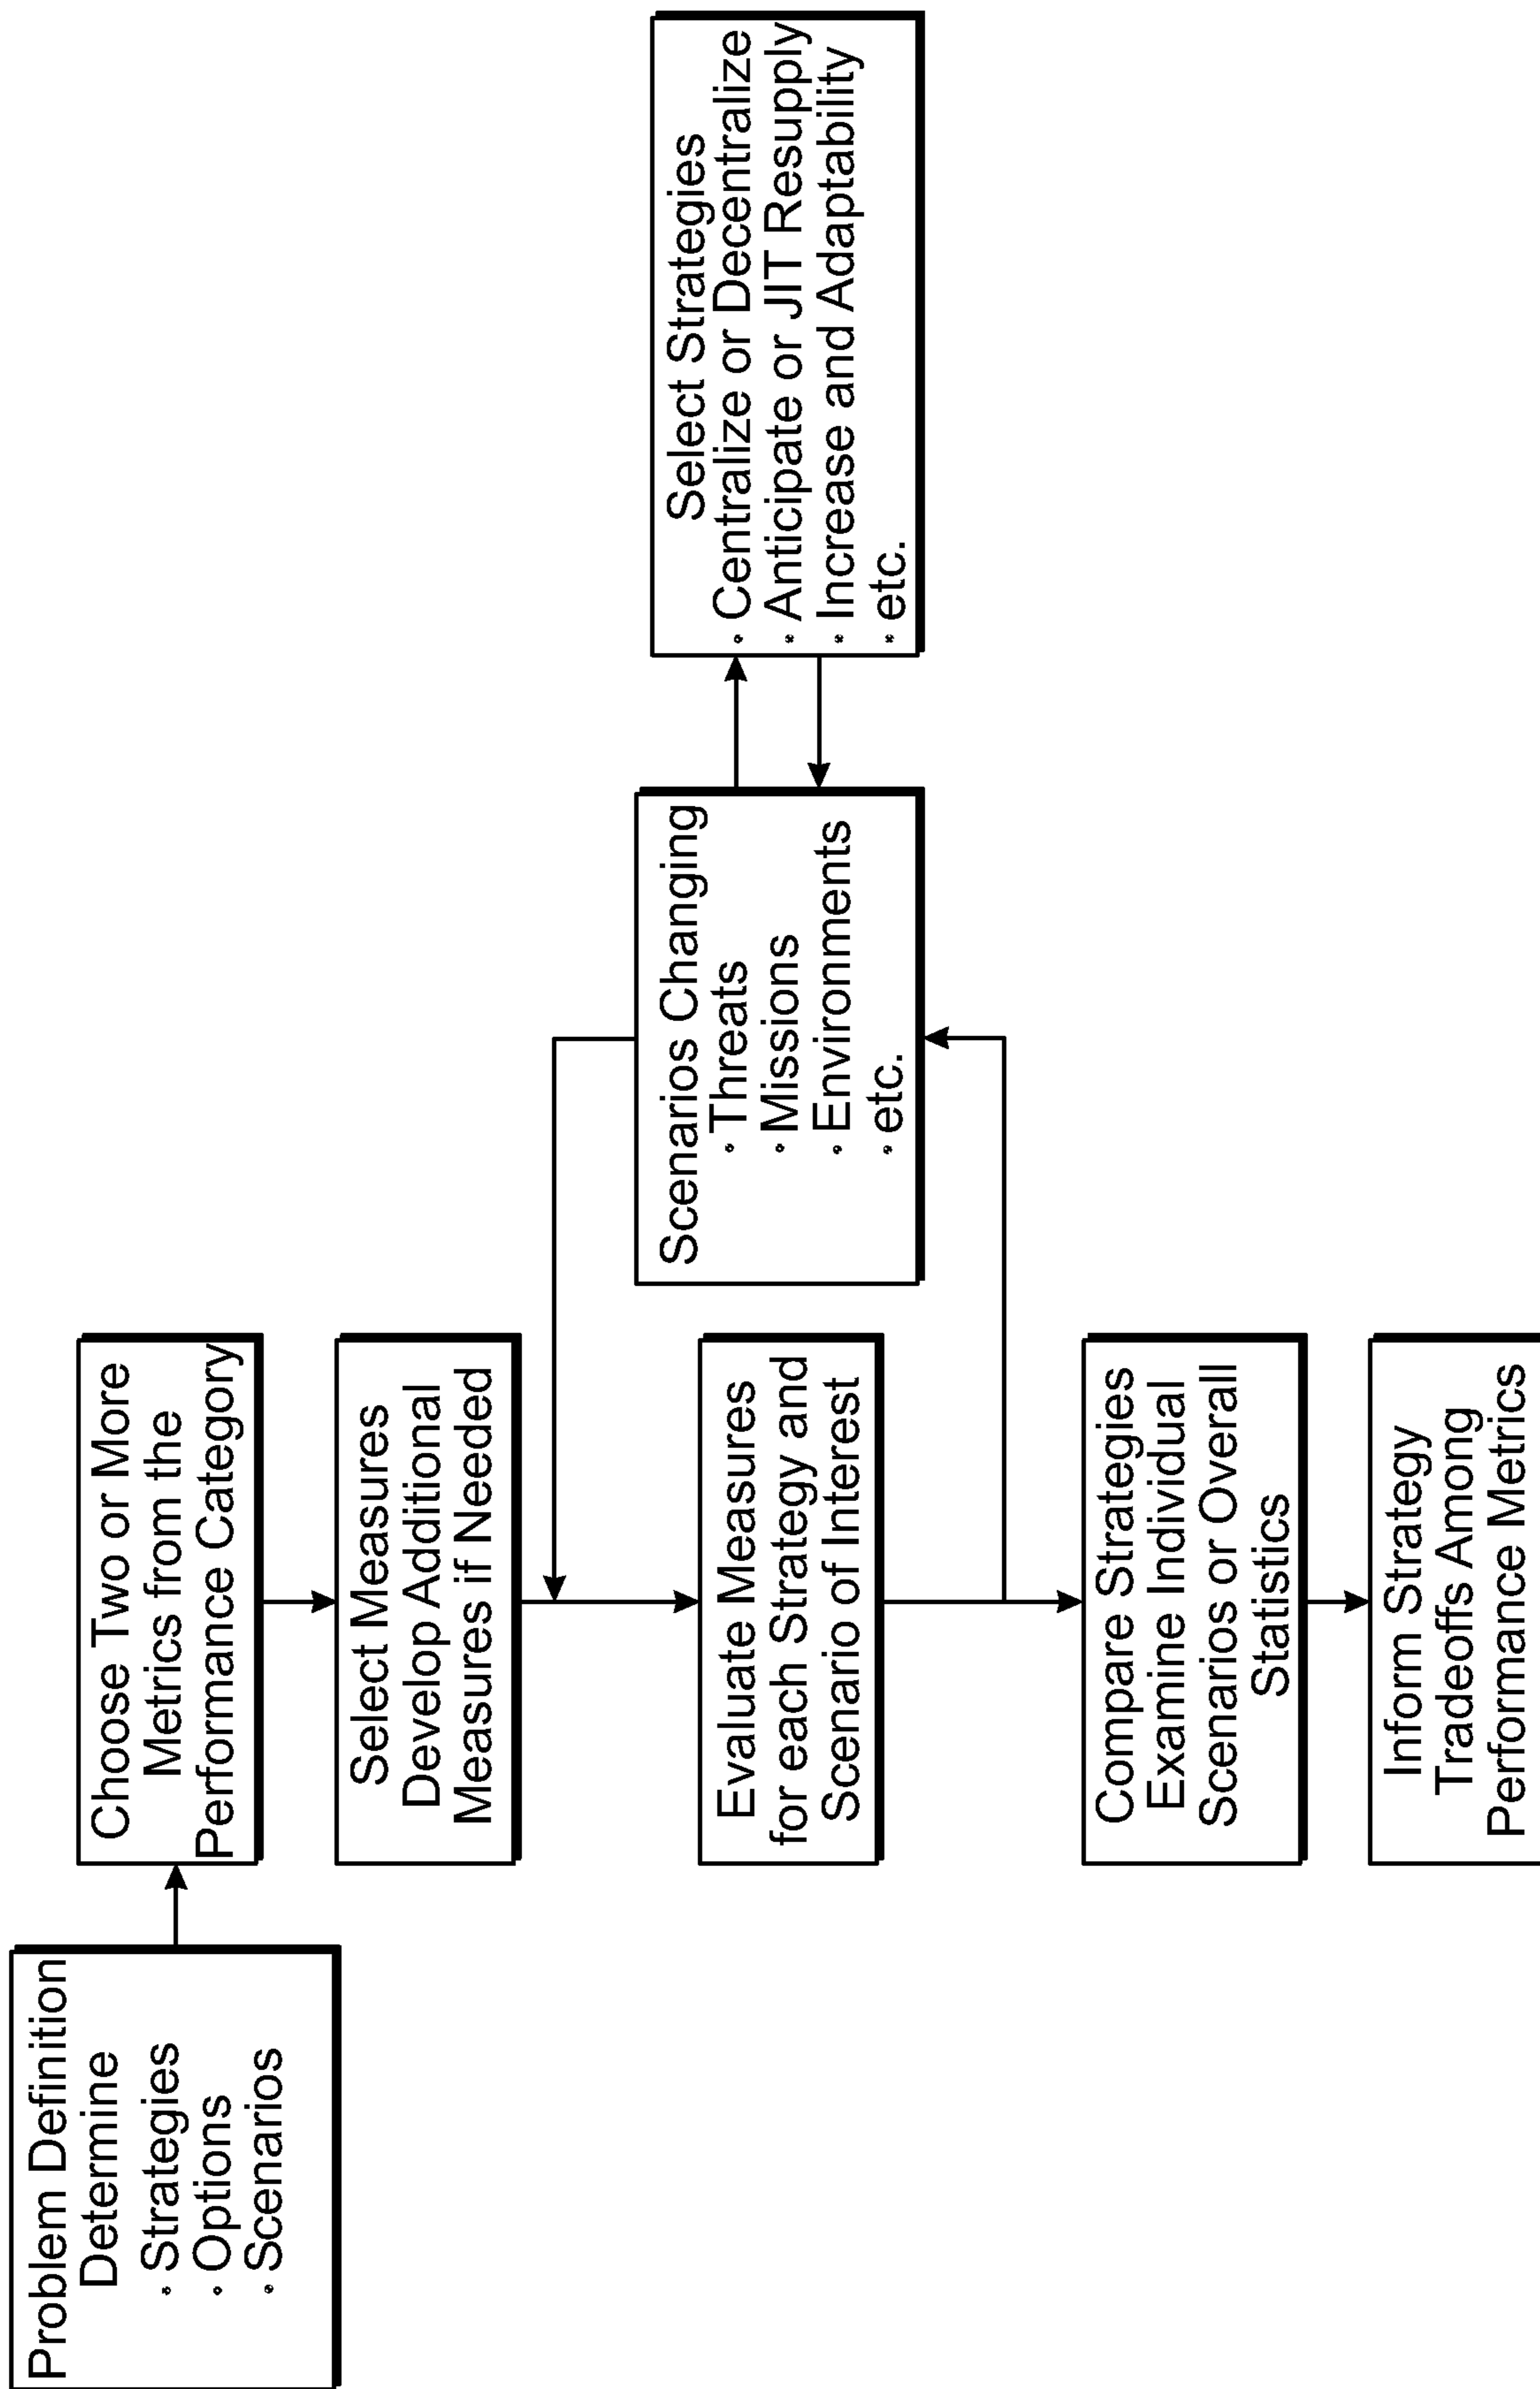 Problem Definition
Determine
· Strategies
· Options
· Scenarios
Choose Two or More
Metrics from the
Performance Category
Select Measures
Develop Additional
Measures if Needed
Evaluate Measures
for each Strategy and
Scenario of Interest
Compare Strategies
Examine Individual
Scenarios or Overall
Statistics
Inform Strategy
Tradeoffs Among
Performance Metrics
Scenarios Changing
· Threats
· Missions
· Environments
· etc.
Select Strategies
· Centralize or Decentralize
· Anticipate or JIT Resupply
· Increase and Adaptability
· etc.